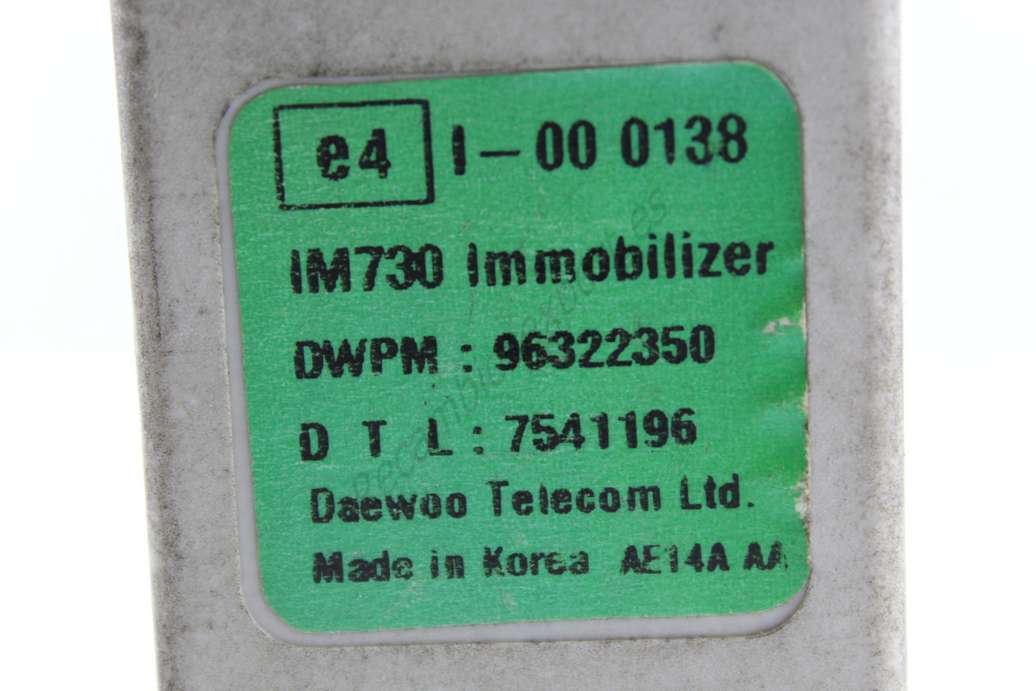 e4 I-00 0138
IM730 Immobilizer
DWPM : 96322350
D T L : 7541196
Daewoo Telecom Ltd.
Made in Korea AE14A AA